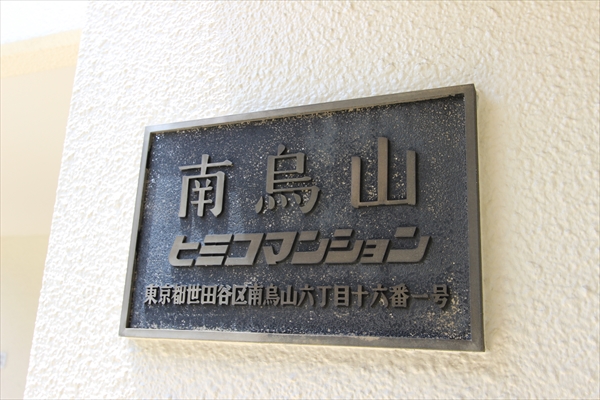 南烏山
ヒミコマンション
東京都世田谷区南烏山六丁目十六番一号